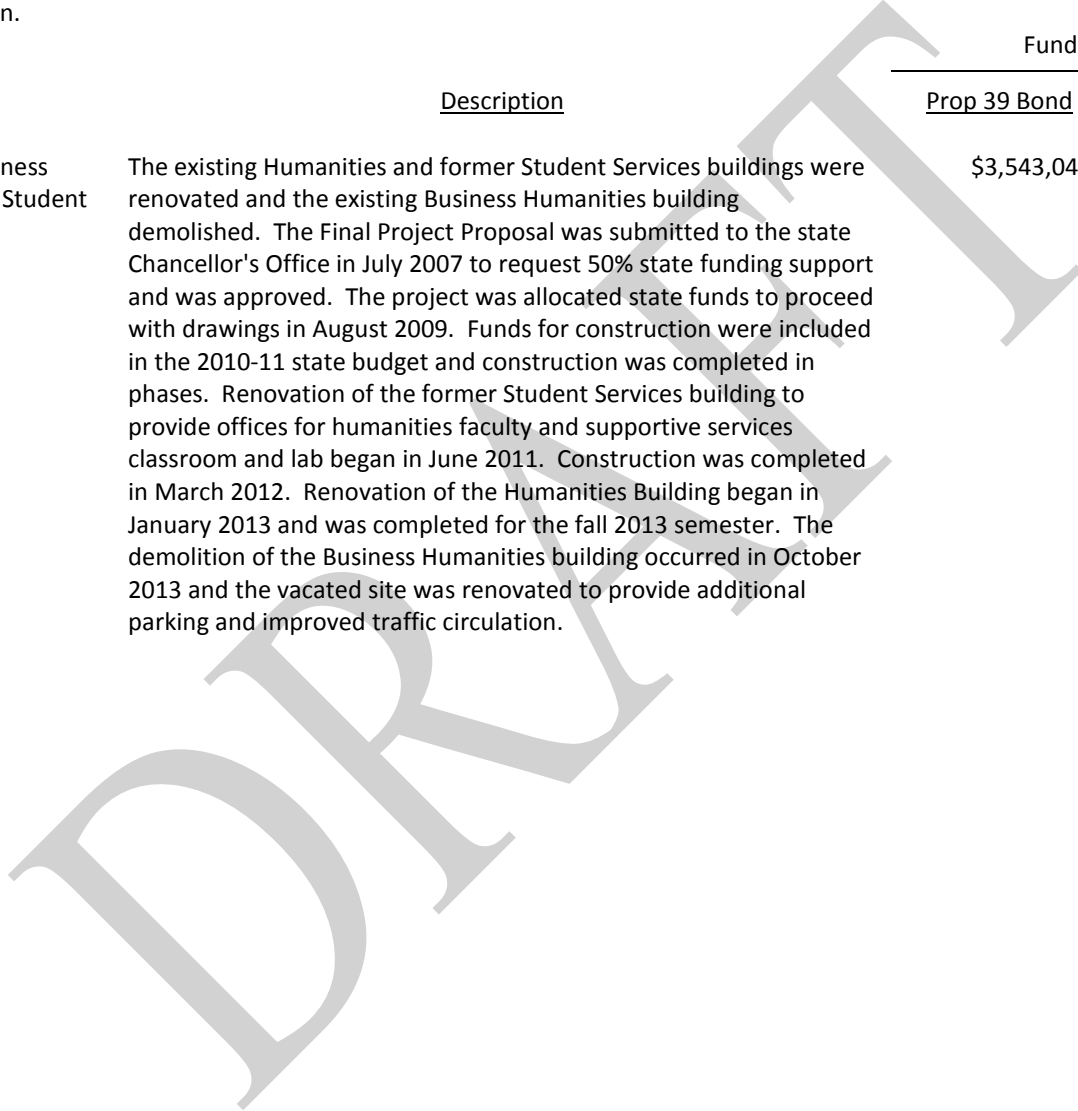 n.
Fund
Description
Prop 39 Bond
ness
Student
The existing Humanities and former Student Services buildings were
renovated and the existing Business Humanities building
demolished.  The Final Project Proposal was submitted to the state
Chancellor's Office in July 2007 to request 50% state funding support
and was approved.  The project was allocated state funds to proceed
with drawings in August 2009.  Funds for construction were included
in the 2010-11 state budget and construction was completed in
phases.  Renovation of the former Student Services building to
provide offices for humanities faculty and supportive services
classroom and lab began in June 2011.  Construction was completed
in March 2012.  Renovation of the Humanities Building began in
January 2013 and was completed for the fall 2013 semester.  The
demolition of the Business Humanities building occurred in October
2013 and the vacated site was renovated to provide additional
parking and improved traffic circulation.
$3,543,04
DRAFT